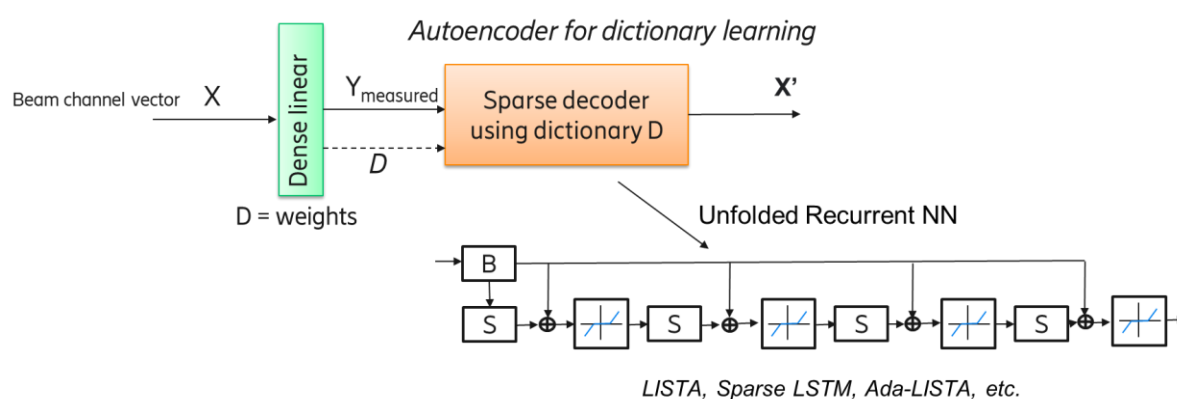 Autoencoder for dictionary learning
Beam channel vector
X
Dense linear
Y measured
D
Sparse decoder
using dictionary D
X'
D = weights
Unfolded Recurrent NN
B
S
S
S
S
LISTA, Sparse LSTM, Ada-LISTA, etc.